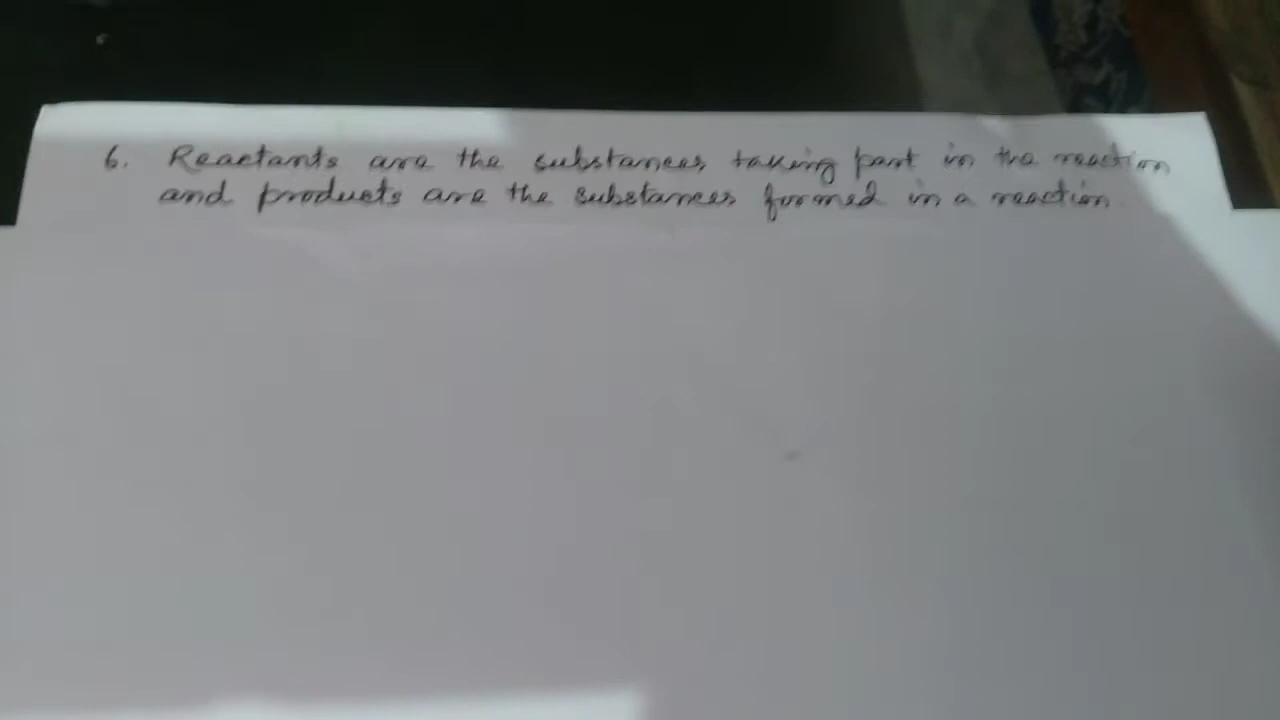 6. Reactants are the substances taking part in the reaction
and products are the substances formed in a reaction.